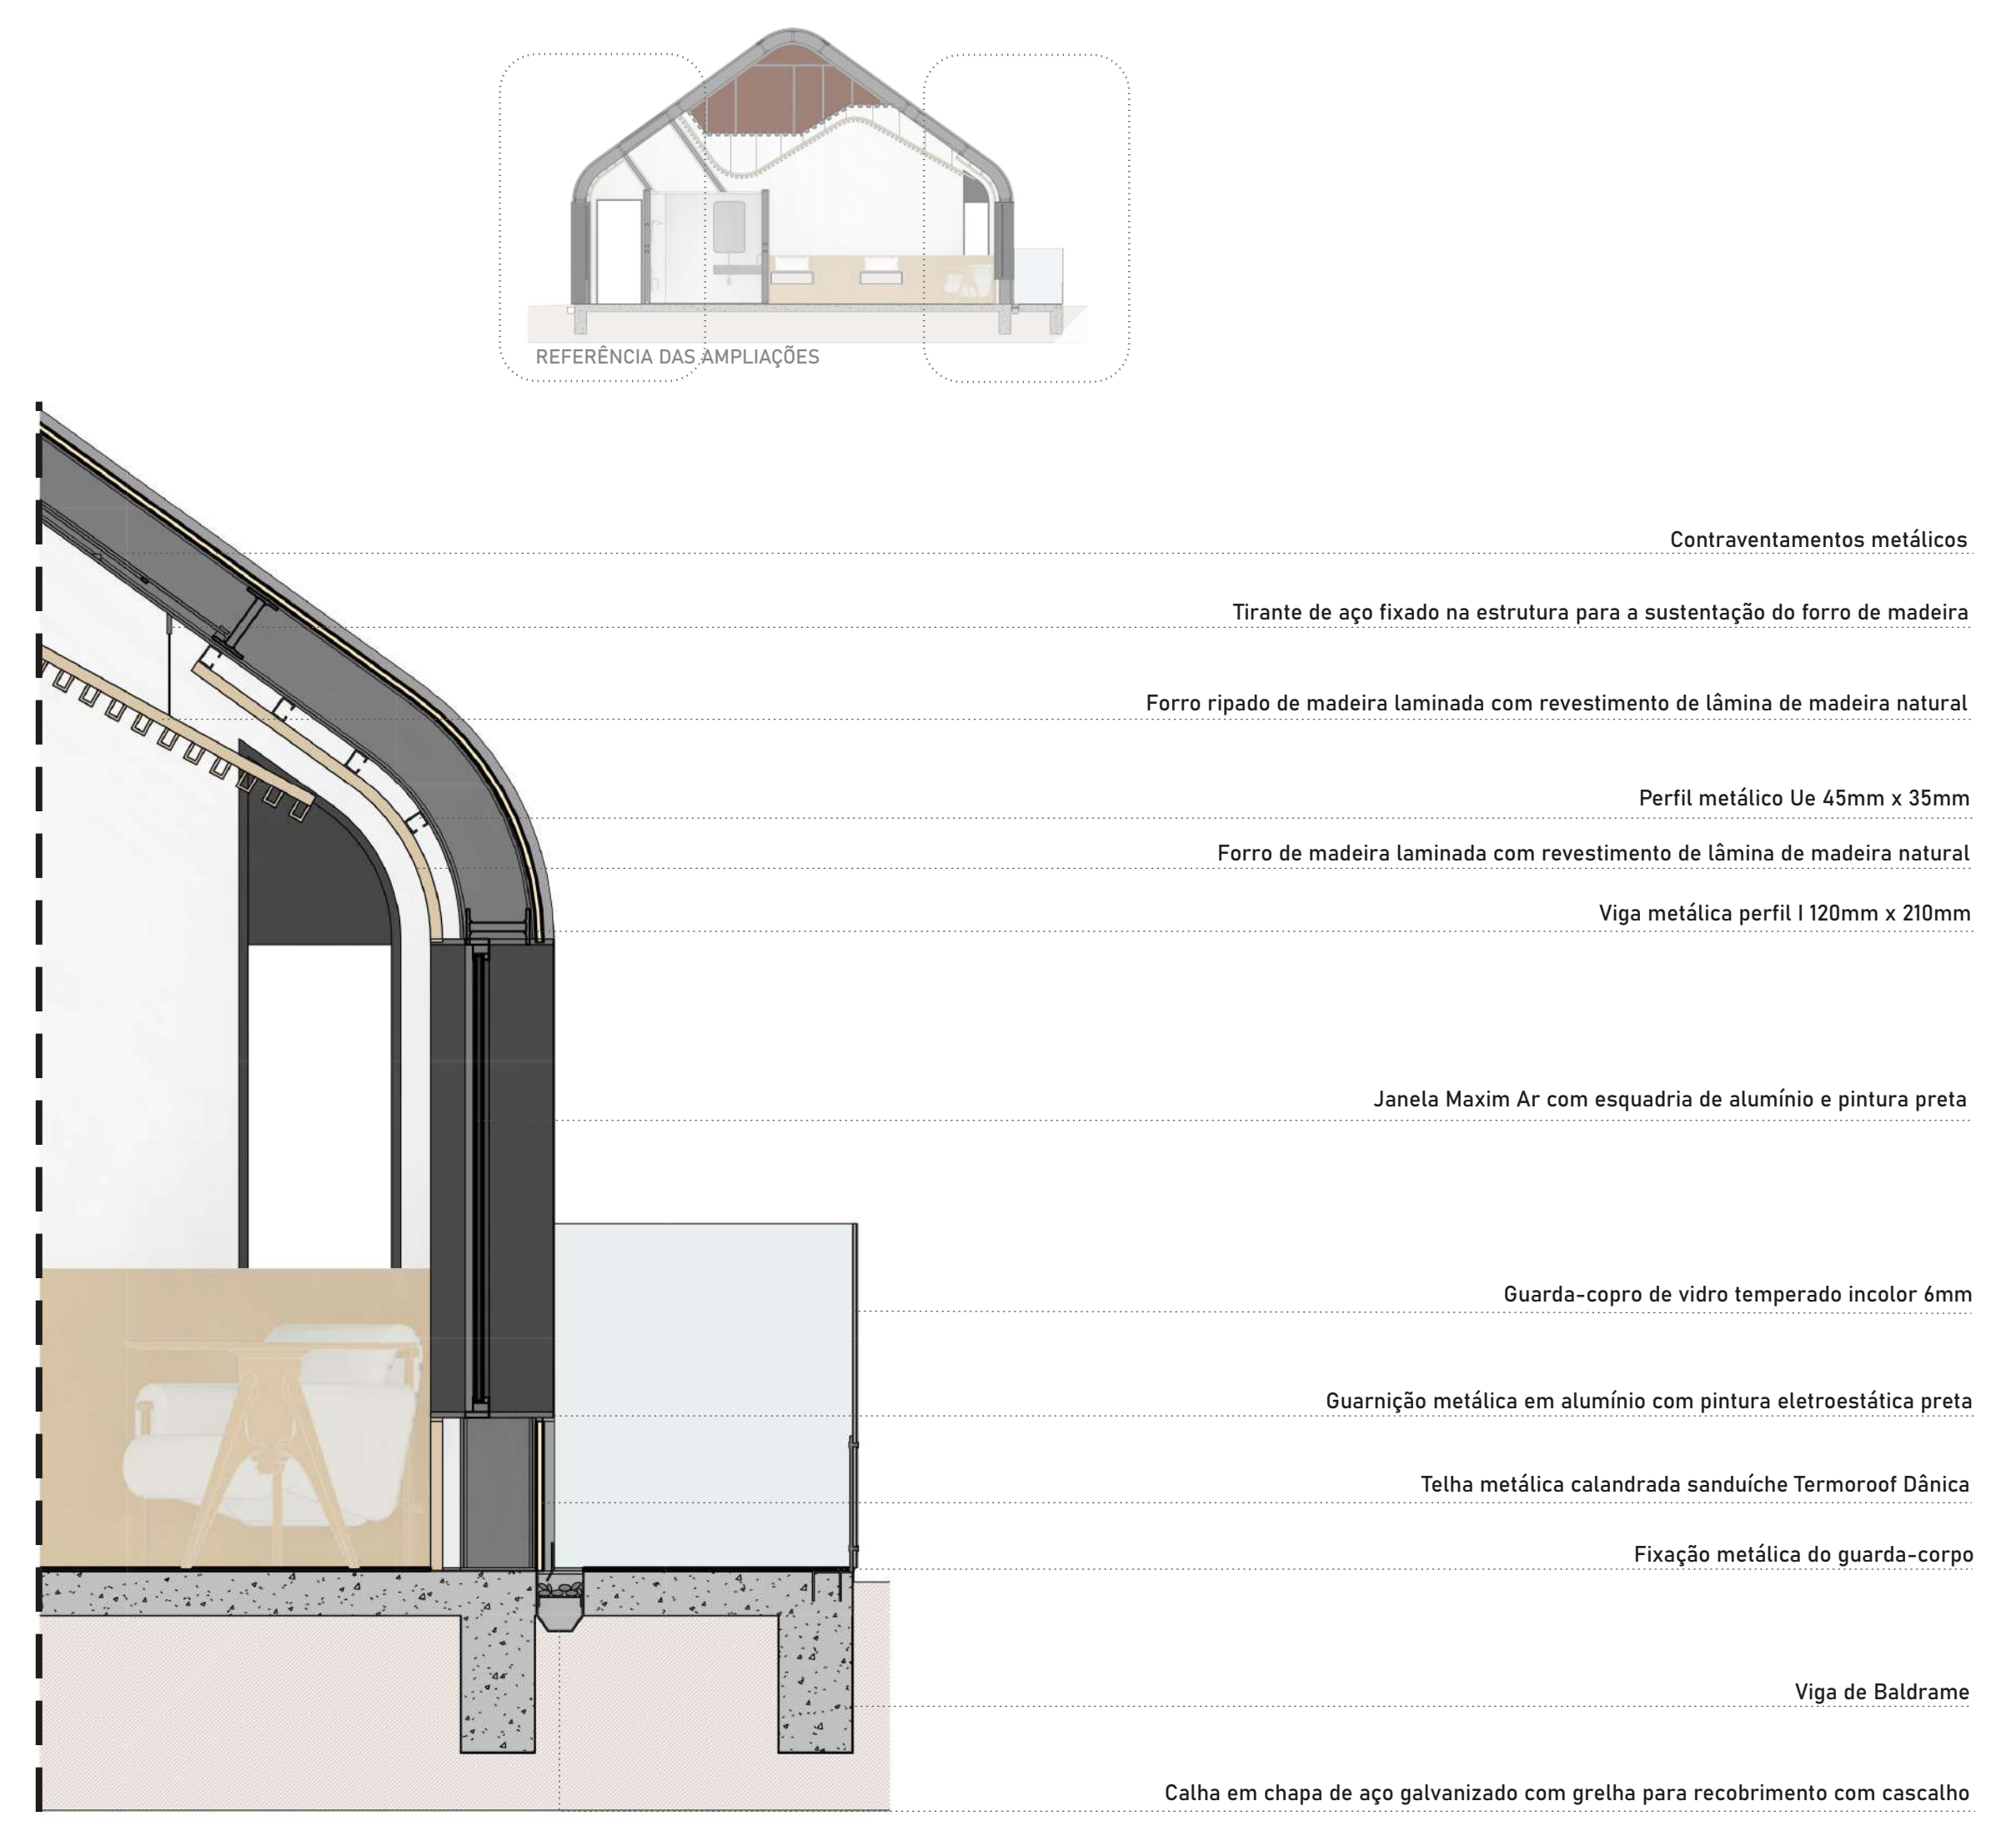 REFERÊNCIA DAS AMPLIAÇÕES
Contraventamentos metálicos
Tirante de aço fixado na estrutura para a sustentação do forro de madeira
Forro ripado de madeira laminada com revestimento de lâmina de madeira natural
Perfil metálico Ue 45mm x 35mm
Forro de madeira laminada com revestimento de lâmina de madeira natural
Viga metálica perfil I 120mm x 210mm
Janela Maxim Ar com esquadria de alumínio e pintura preta
Guarda-copro de vidro temperado incolor 6mm
Guarnição metálica em alumínio com pintura eletroestática preta
Telha metálica calandrada sanduíche Termoroof Dânica
Fixação metálica do guarda-corpo
Viga de Baldrame
Calha em chapa de aço galvanizado com grelha para recobrimento com cascalho